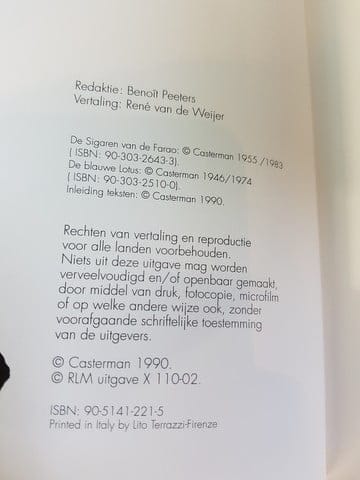 Redaktie: Benoît Peeters
Vertaling: René van de Weijer
De Sigaren van de Farao: © Casterman 1955 /1983
( ISBN: 90-303-2643-3).
De blauwe Lotus: © Casterman 1946/1974
( ISBN: 90-303-2510-0).
Inleiding teksten: © Casterman 1990.
Rechten van vertaling en reproductie
voor alle landen voorbehouden.
Niets uit deze uitgave mag worden
verveelvoudigd en/of openbaar gemaakt,
door middel van druk, fotocopie, microfilm
of op welke andere wijze ook, zonder
voorafgaande schriftelijke toestemming
van de uitgevers.
© Casterman 1990.
© RLM uitgave X 110-02.
ISBN: 90-5141-221-5
Printed in Italy by Lito Terrazzi-Firenze